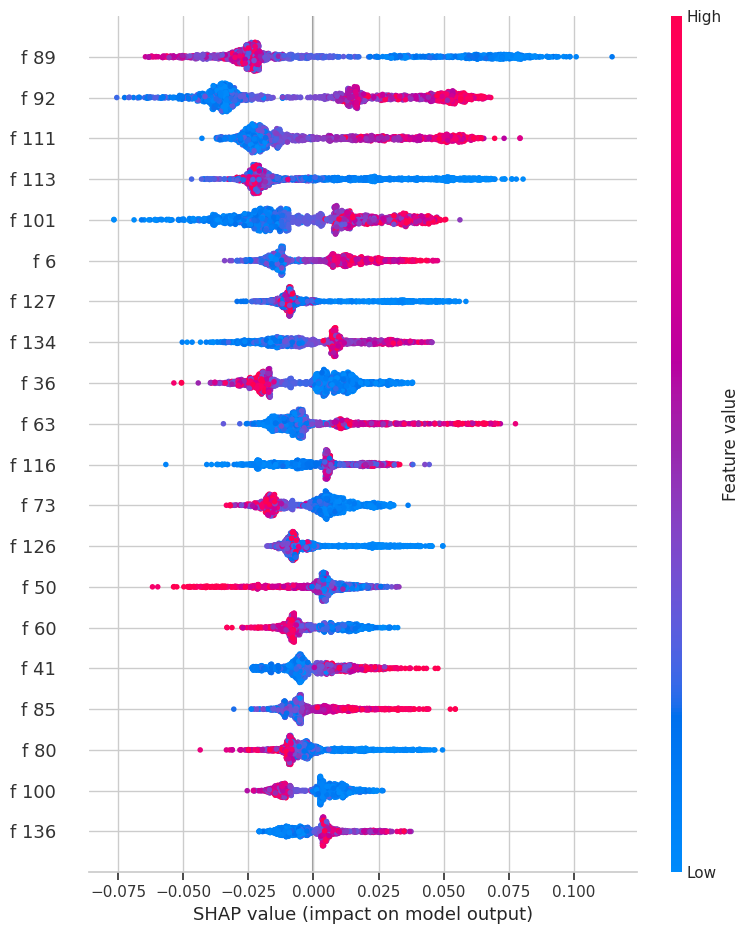 High
f 89
f 92
f 111
f 113
f 101
f 6
f 127
f 134
f 36
f 63
f 116
f 73
f 126
f 50
f 60
f 41
f 85
f 80
f 100
f 136
Feature value
Low
−0.075 −0.050 −0.025 0.000 0.025 0.050 0.075 0.100
SHAP value (impact on model output)